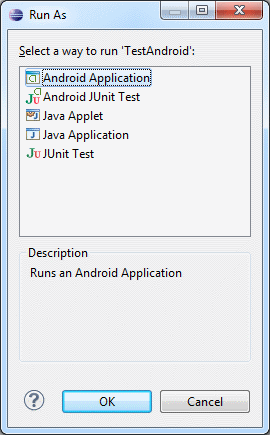 Run As
Select a way to run 'TestAndroid':
Android Application
Android JUnit Test
Java Applet
Java Application
JUnit Test
Description
Runs an Android Application
OK
Cancel